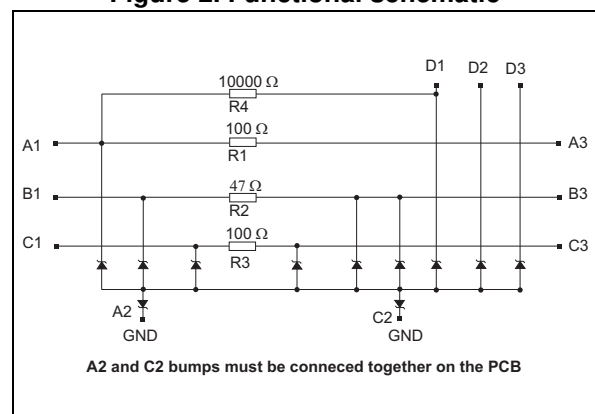 Figure 2. Functional schematic
D1 D2 D3
10000 Ω
R4
100 Ω
A1 A3
R1
47 Ω
B1 B3
R2
100 Ω
C1 C3
R3
A2 C2
GND GND
A2 and C2 bumps must be conneced together on the PCB